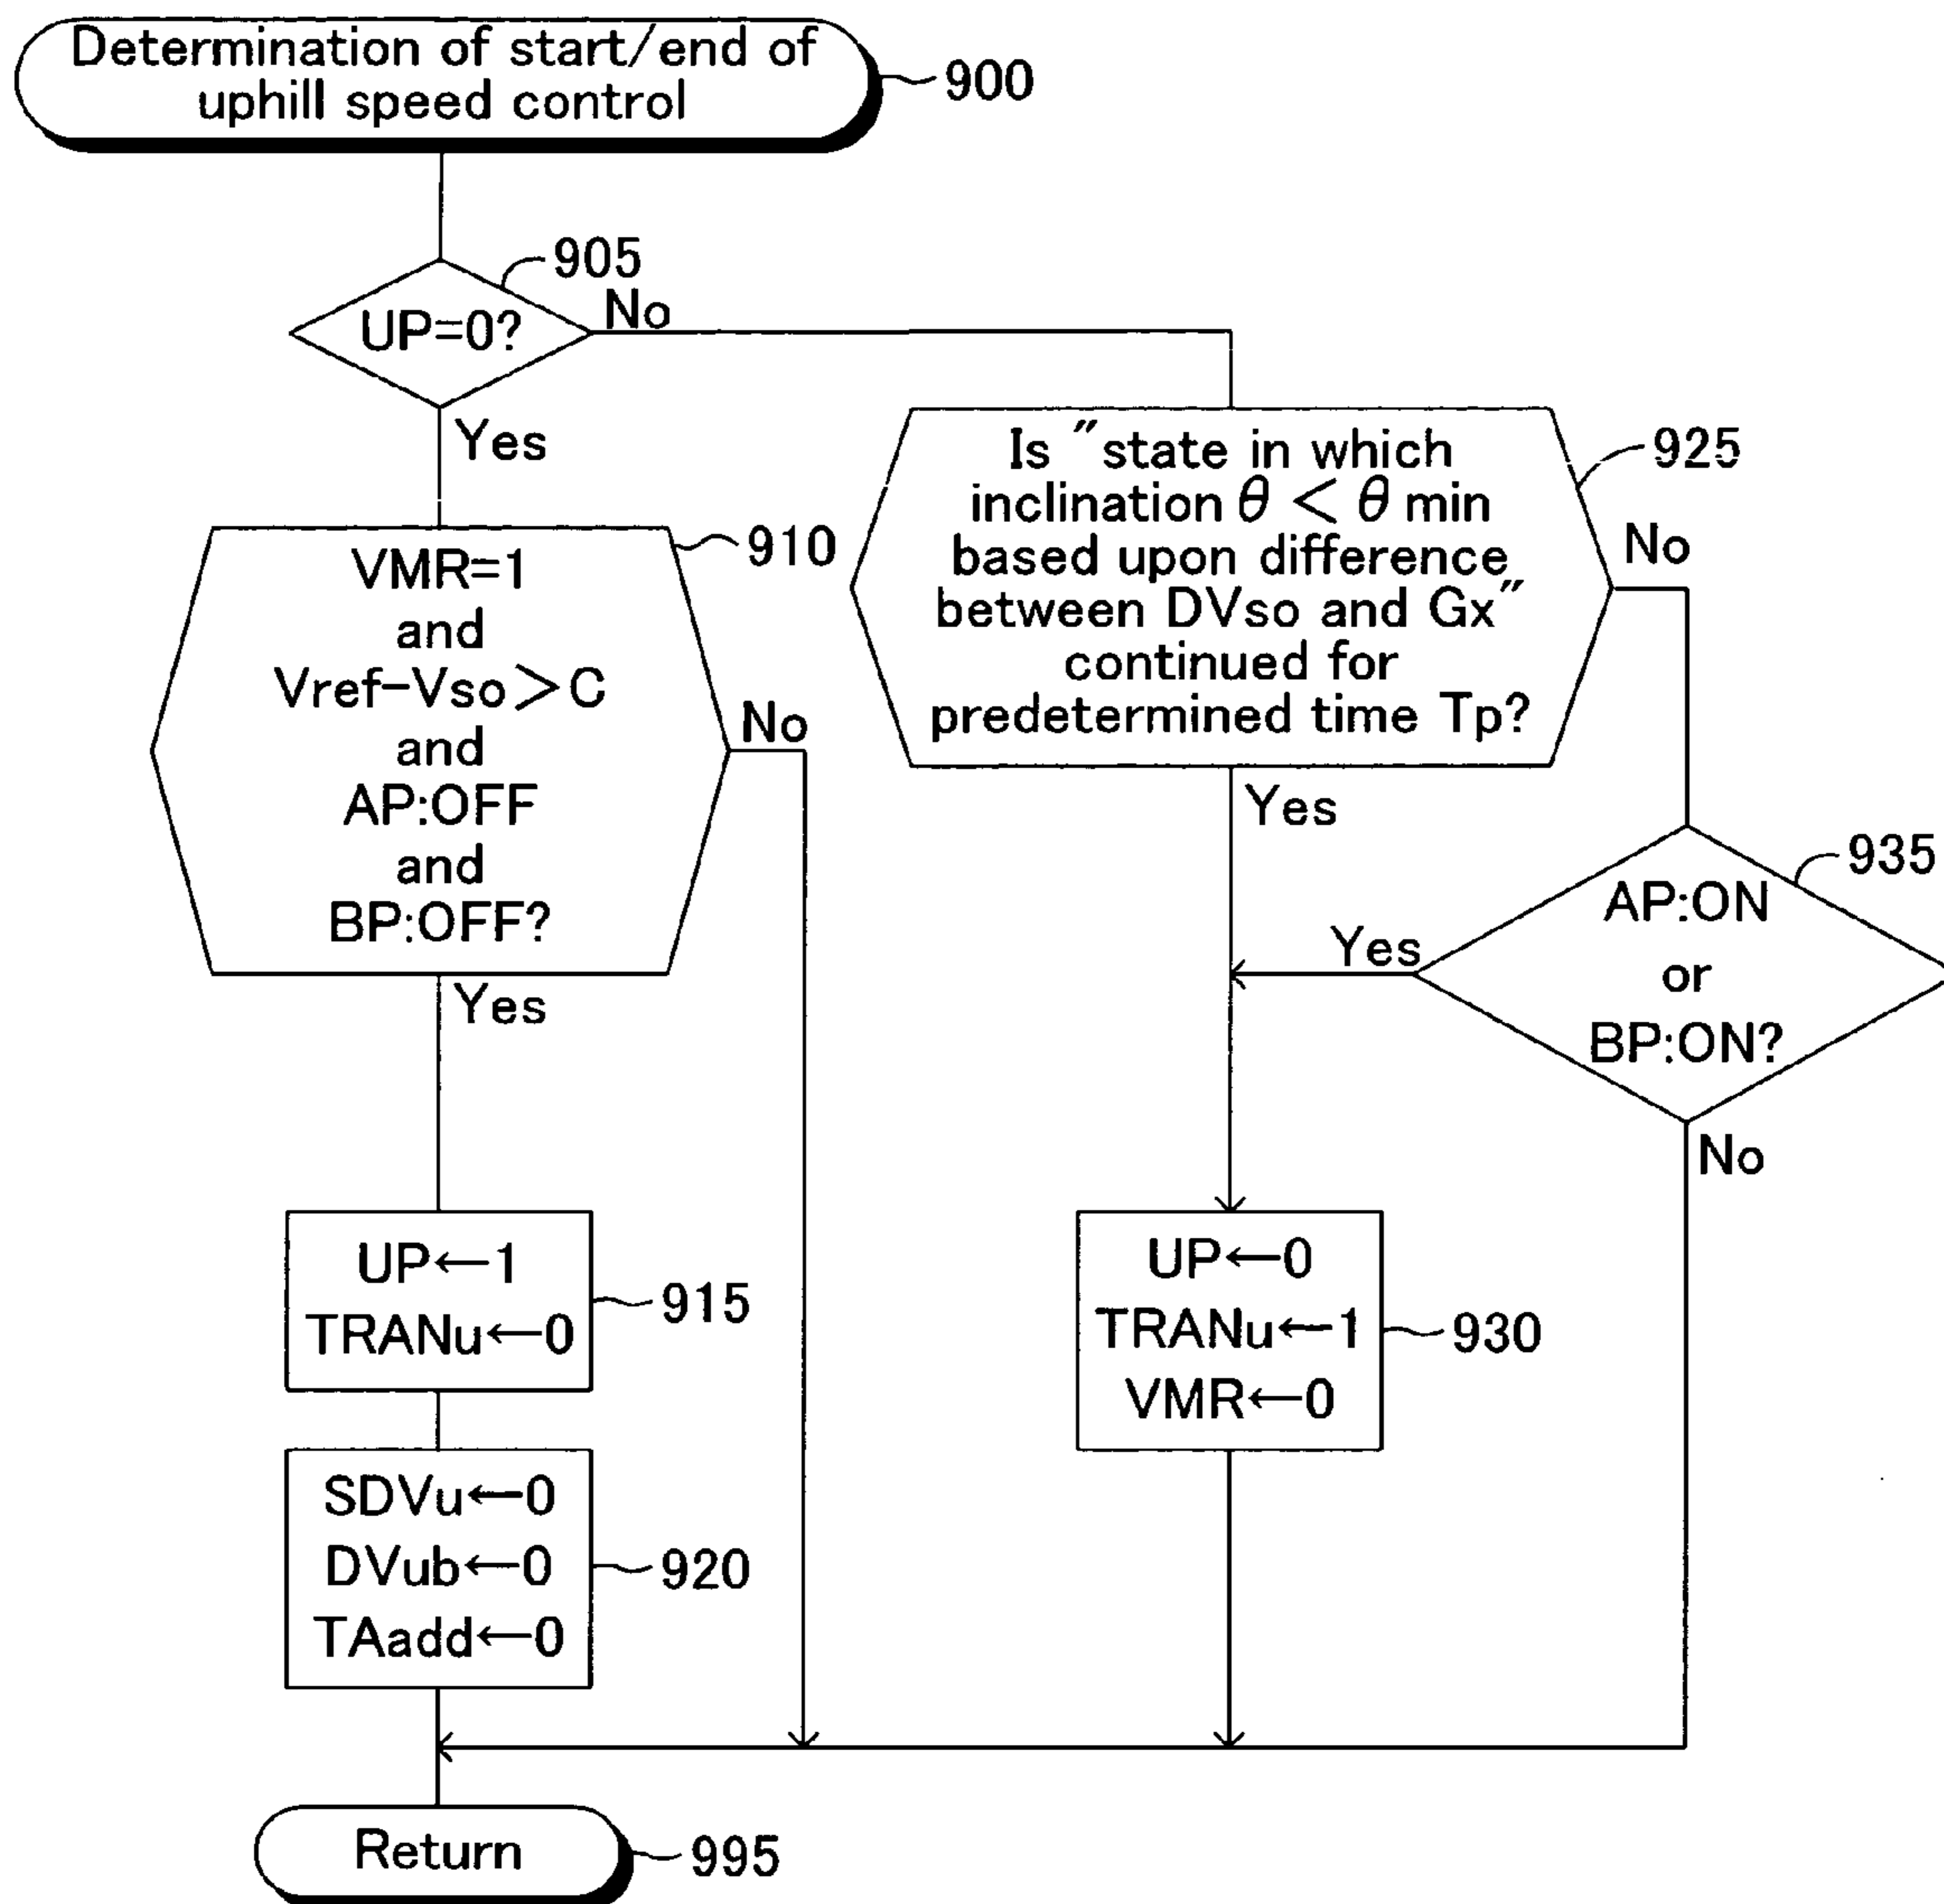 Determination of start/end of
uphill speed control
900
905
UP=0?
No
Yes
VMR=1
and
Vref-Vso>C
and
AP:OFF
and
BP:OFF?
910
No
Yes
UP←1
TRANu←0
915
SDVu←0
DVub←0
TAadd←0
920
Is "state in which
inclination θ < θ min
based upon difference
between DVso and Gx"
continued for
predetermined time Tp?
925
No
Yes
AP:ON
or
BP:ON?
935
Yes
No
UP←0
TRANu←1
VMR←0
930
Return
995